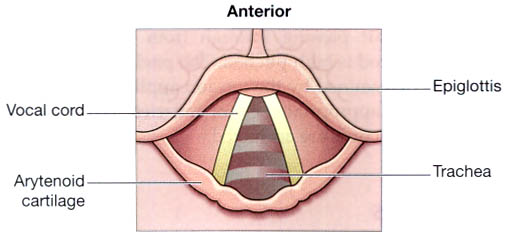 Anterior
Epiglottis
Vocal cord
Trachea
Arytenoid
cartilage